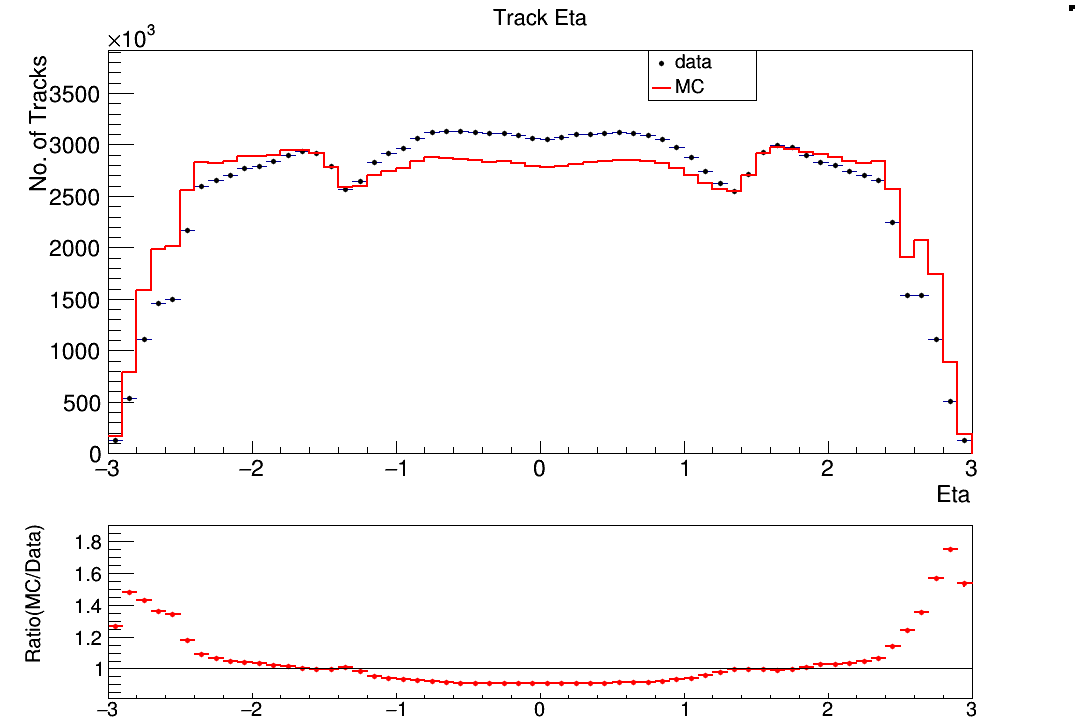 Track Eta
×10³
No. of Tracks
3500
3000
2500
2000
1500
1000
500
0
data
MC
−3 −2 −1 0 1 2 3
Eta
Ratio(MC/Data)
1.8
1.6
1.4
1.2
1
−3 −2 −1 0 1 2 3